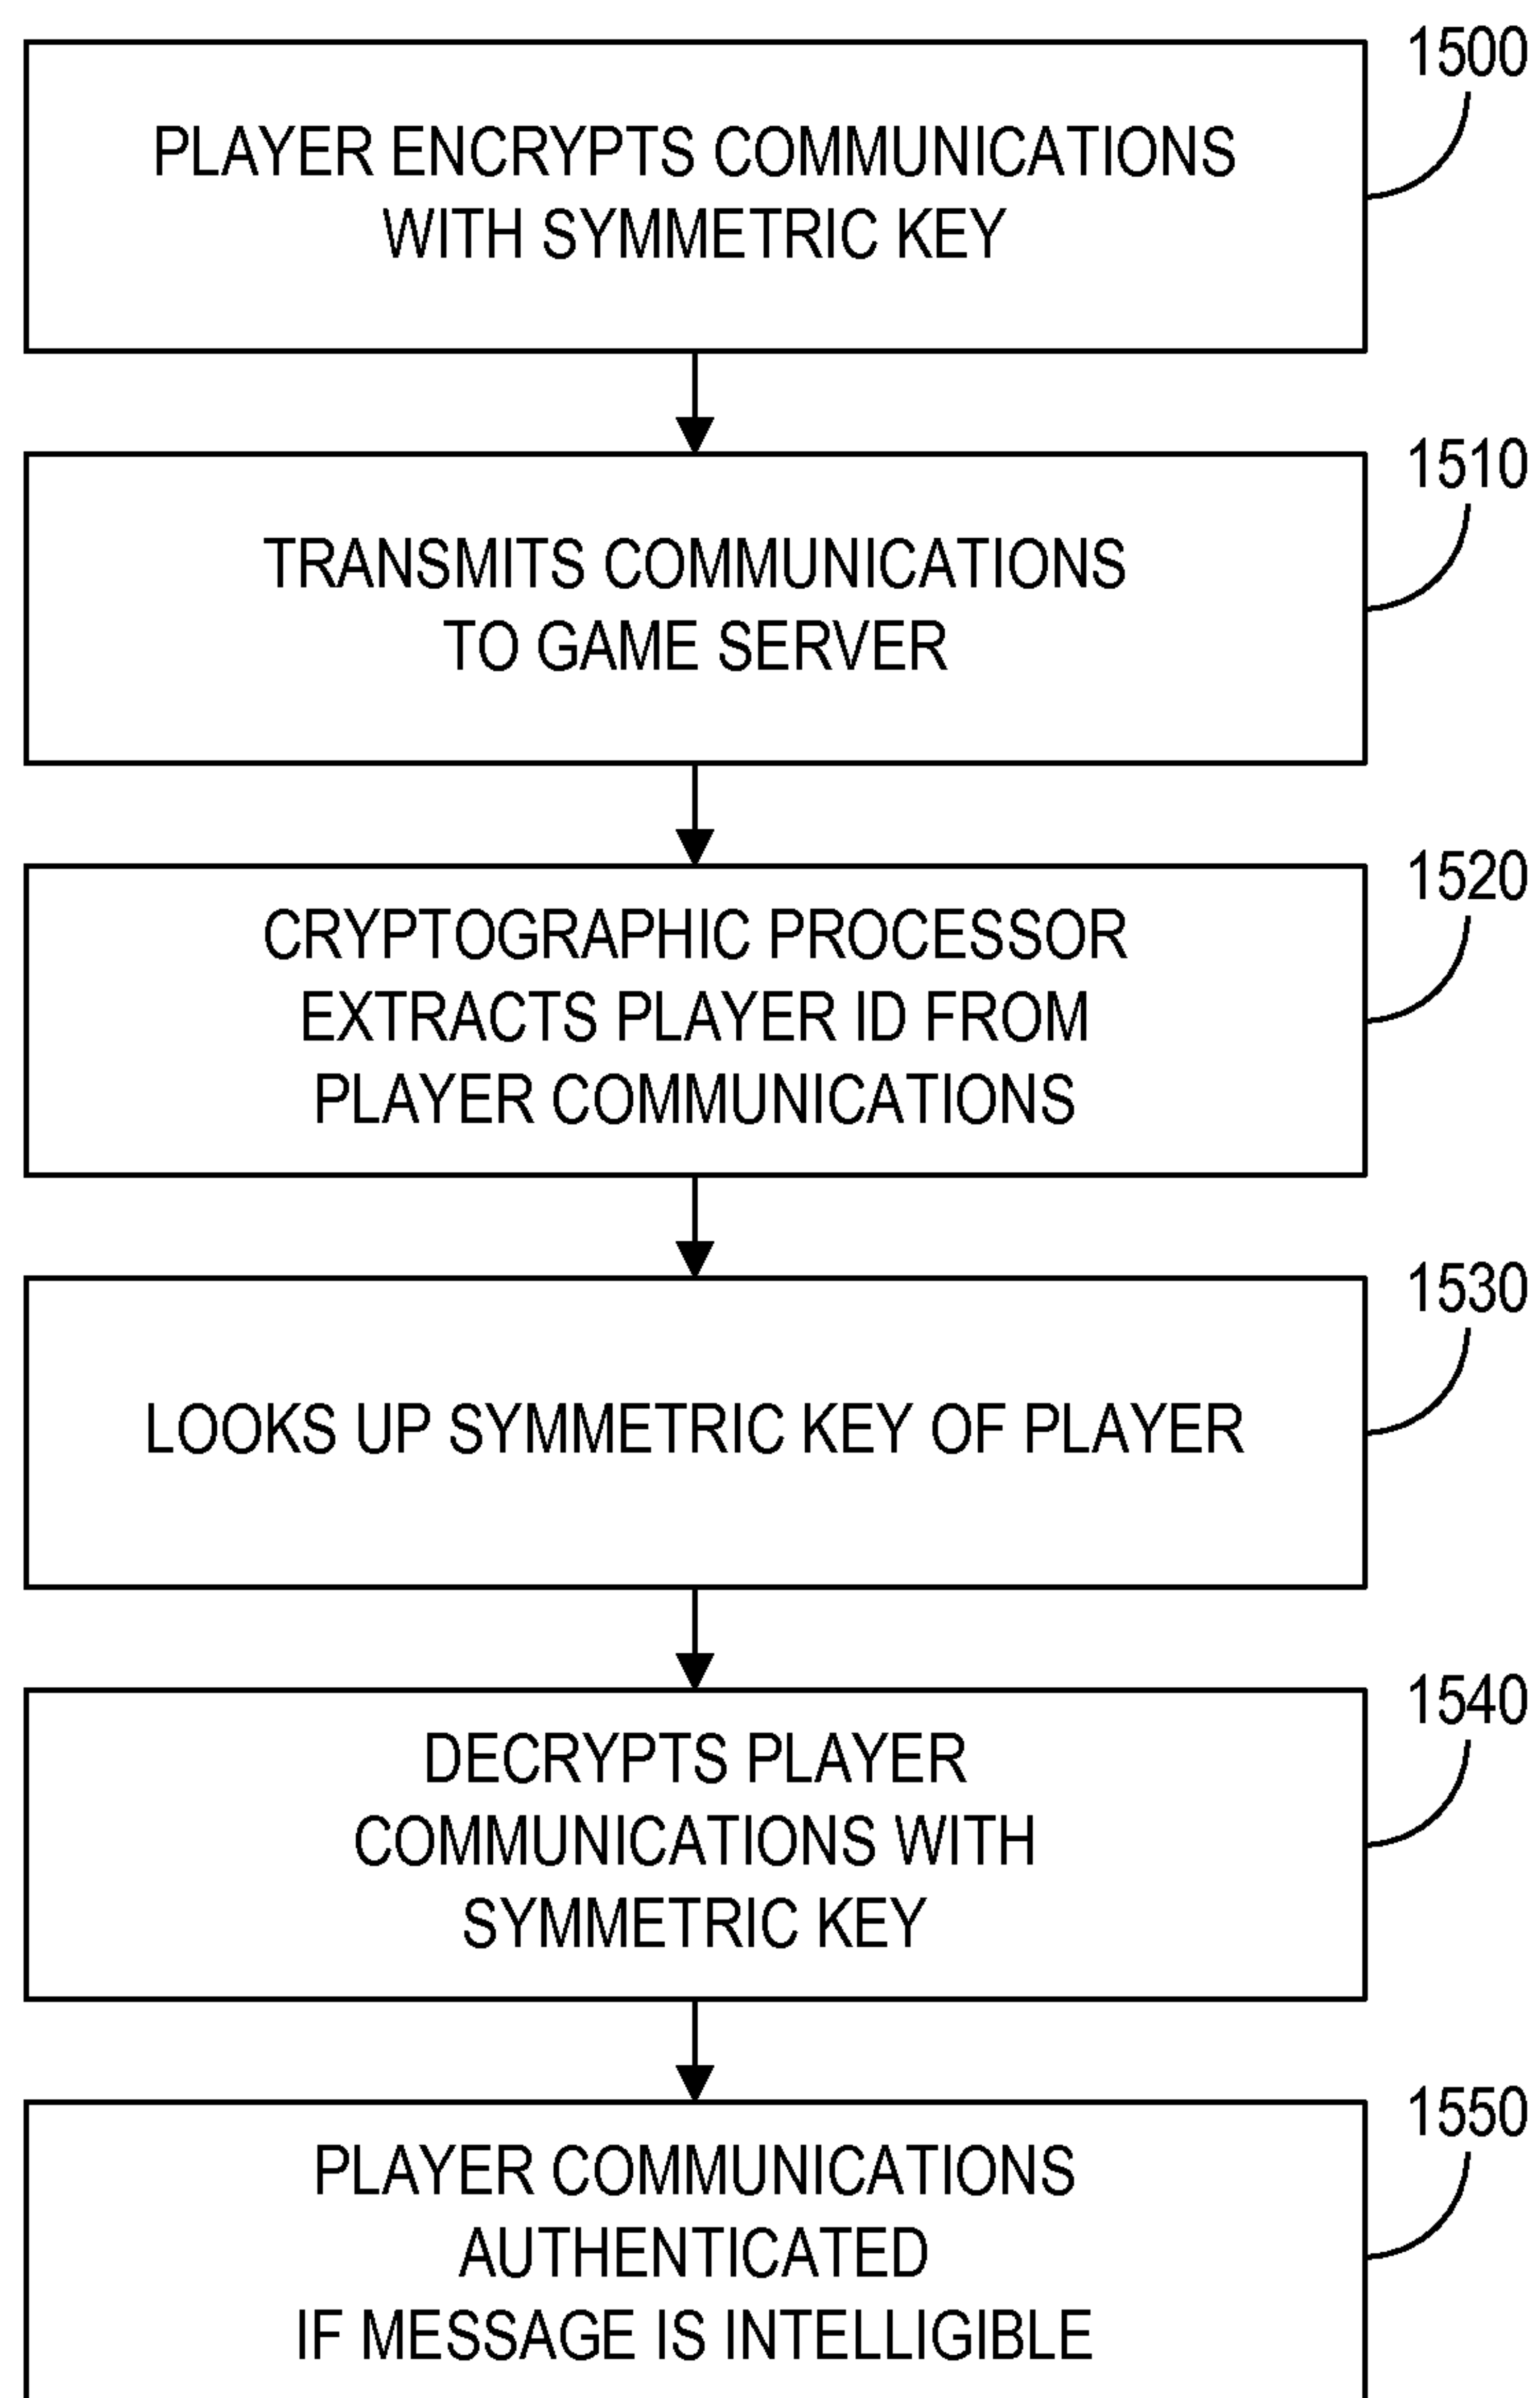 1500
PLAYER ENCRYPTS COMMUNICATIONS
WITH SYMMETRIC KEY
1510
TRANSMITS COMMUNICATIONS
TO GAME SERVER
1520
CRYPTOGRAPHIC PROCESSOR
EXTRACTS PLAYER ID FROM
PLAYER COMMUNICATIONS
1530
LOOKS UP SYMMETRIC KEY OF PLAYER
1540
DECRYPTS PLAYER
COMMUNICATIONS WITH
SYMMETRIC KEY
1550
PLAYER COMMUNICATIONS
AUTHENTICATED
IF MESSAGE IS INTELLIGIBLE